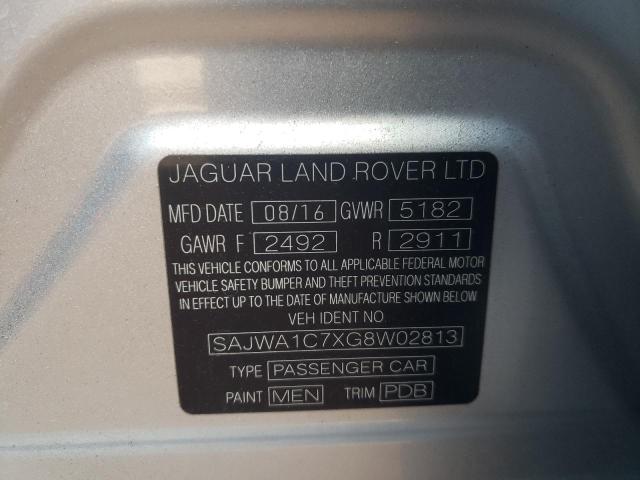 JAGUAR LAND ROVER LTD
MFD DATE 08/16 GVWR 5182
GAWR F 2492 R 2911
THIS VEHICLE CONFORMS TO ALL APPLICABLE FEDERAL MOTOR
VEHICLE SAFETY BUMPER AND THEFT PREVENTION STANDARDS
IN EFFECT UP TO THE DATE OF MANUFACTURE SHOWN BELOW
VEH IDENT NO
SAJWA1C7XG8W02813
TYPE PASSENGER CAR
PAINT MEN TRIM PDB